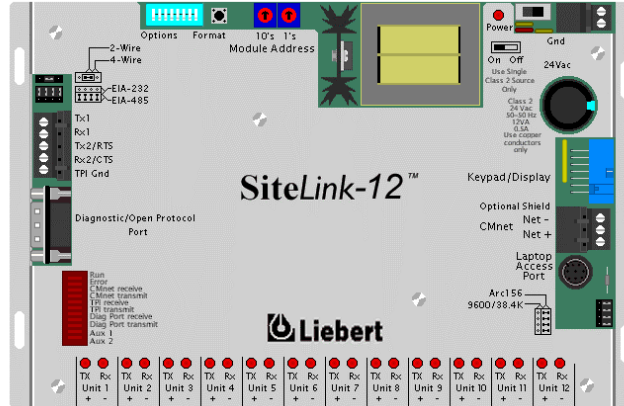 Options Format 10's 1's
Module Address
Power
Gnd
On Off
24Vac
Use Single
Class 2 Source
Only
Class 2
24 Vac
50-50 Hz
12VA
0.5A
Use copper
conductors
only
2-Wire
4-Wire
EIA-232
EIA-485
Tx1
Rx1
Tx2/RTS
Rx2/CTS
TPI Gnd
SiteLink-12™
Keypad/Display
Optional Shield
Net -
CMnet
Net +
Diagnostic/Open Protocol
Port
Laptop
Access
Port
Run
Error
CMnet receive
CMnet transmit
TPI receive
TPI transmit
Diag Port receive
Diag Port transmit
Aux 1
Aux 2
Arc156
9600/38.4K
Liebert
TX Rx TX Rx TX Rx TX Rx TX Rx TX Rx TX Rx TX Rx TX Rx TX Rx TX Rx TX Rx
Unit 1 Unit 2 Unit 3 Unit 4 Unit 5 Unit 6 Unit 7 Unit 8 Unit 9 Unit 10 Unit 11 Unit 12
+ - + - + - + - + - + - + - + - + - + - + - + -